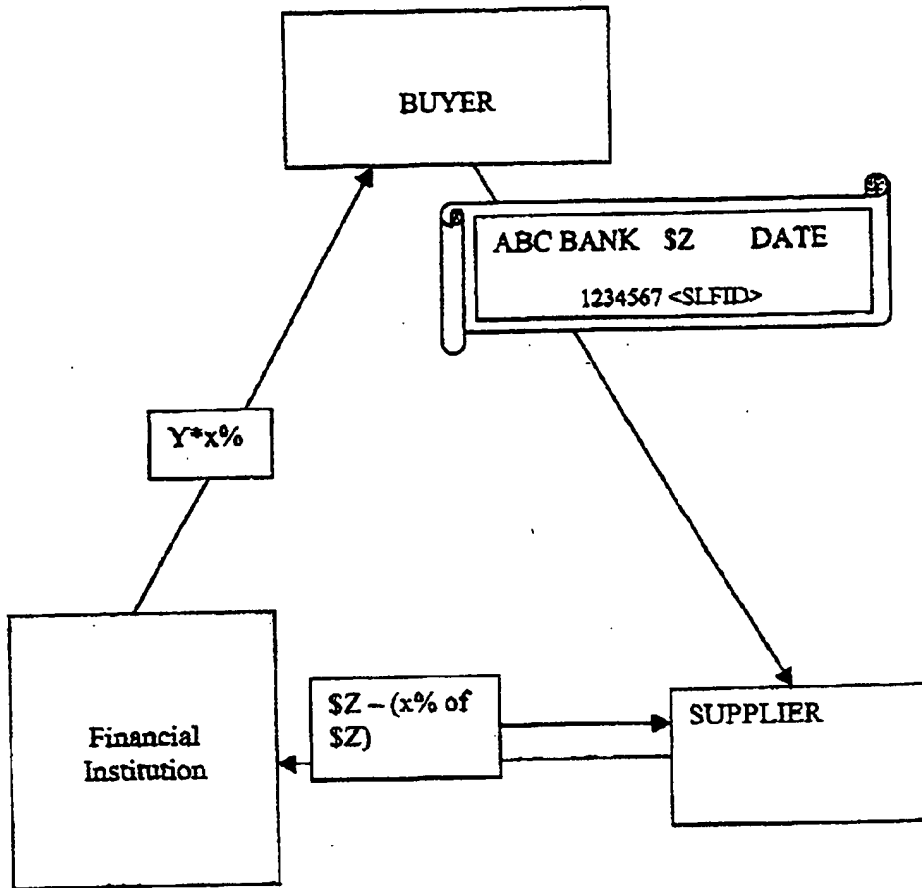 BUYER
ABC BANK $Z DATE
1234567 <SLFID>
Y*x%
Financial
Institution
$Z – (x% of
$Z)
SUPPLIER